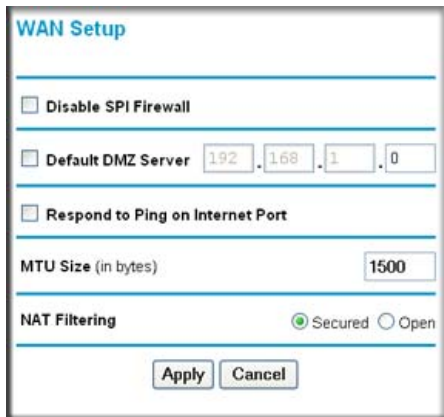 WAN Setup
Disable SPI Firewall
Default DMZ Server 192 . 168 . 1 . 0
Respond to Ping on Internet Port
MTU Size (in bytes) 1500
NAT Filtering Secured Open
Apply Cancel